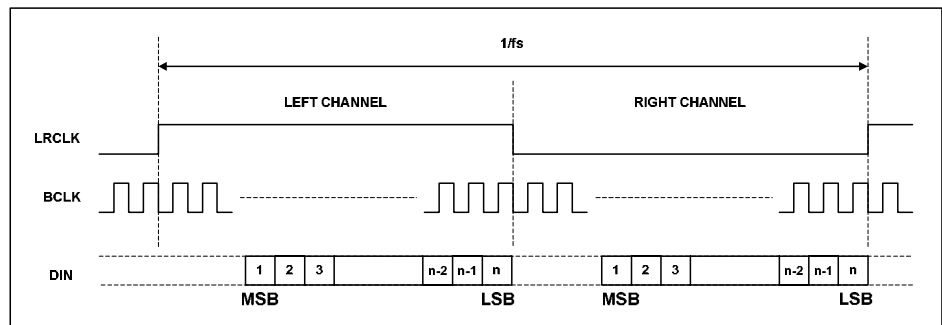 1/fs
LEFT CHANNEL RIGHT CHANNEL
LRCLK
BCLK
DIN 1 2 3 n-2 n-1 n 1 2 3 n-2 n-1 n
MSB LSB MSB LSB